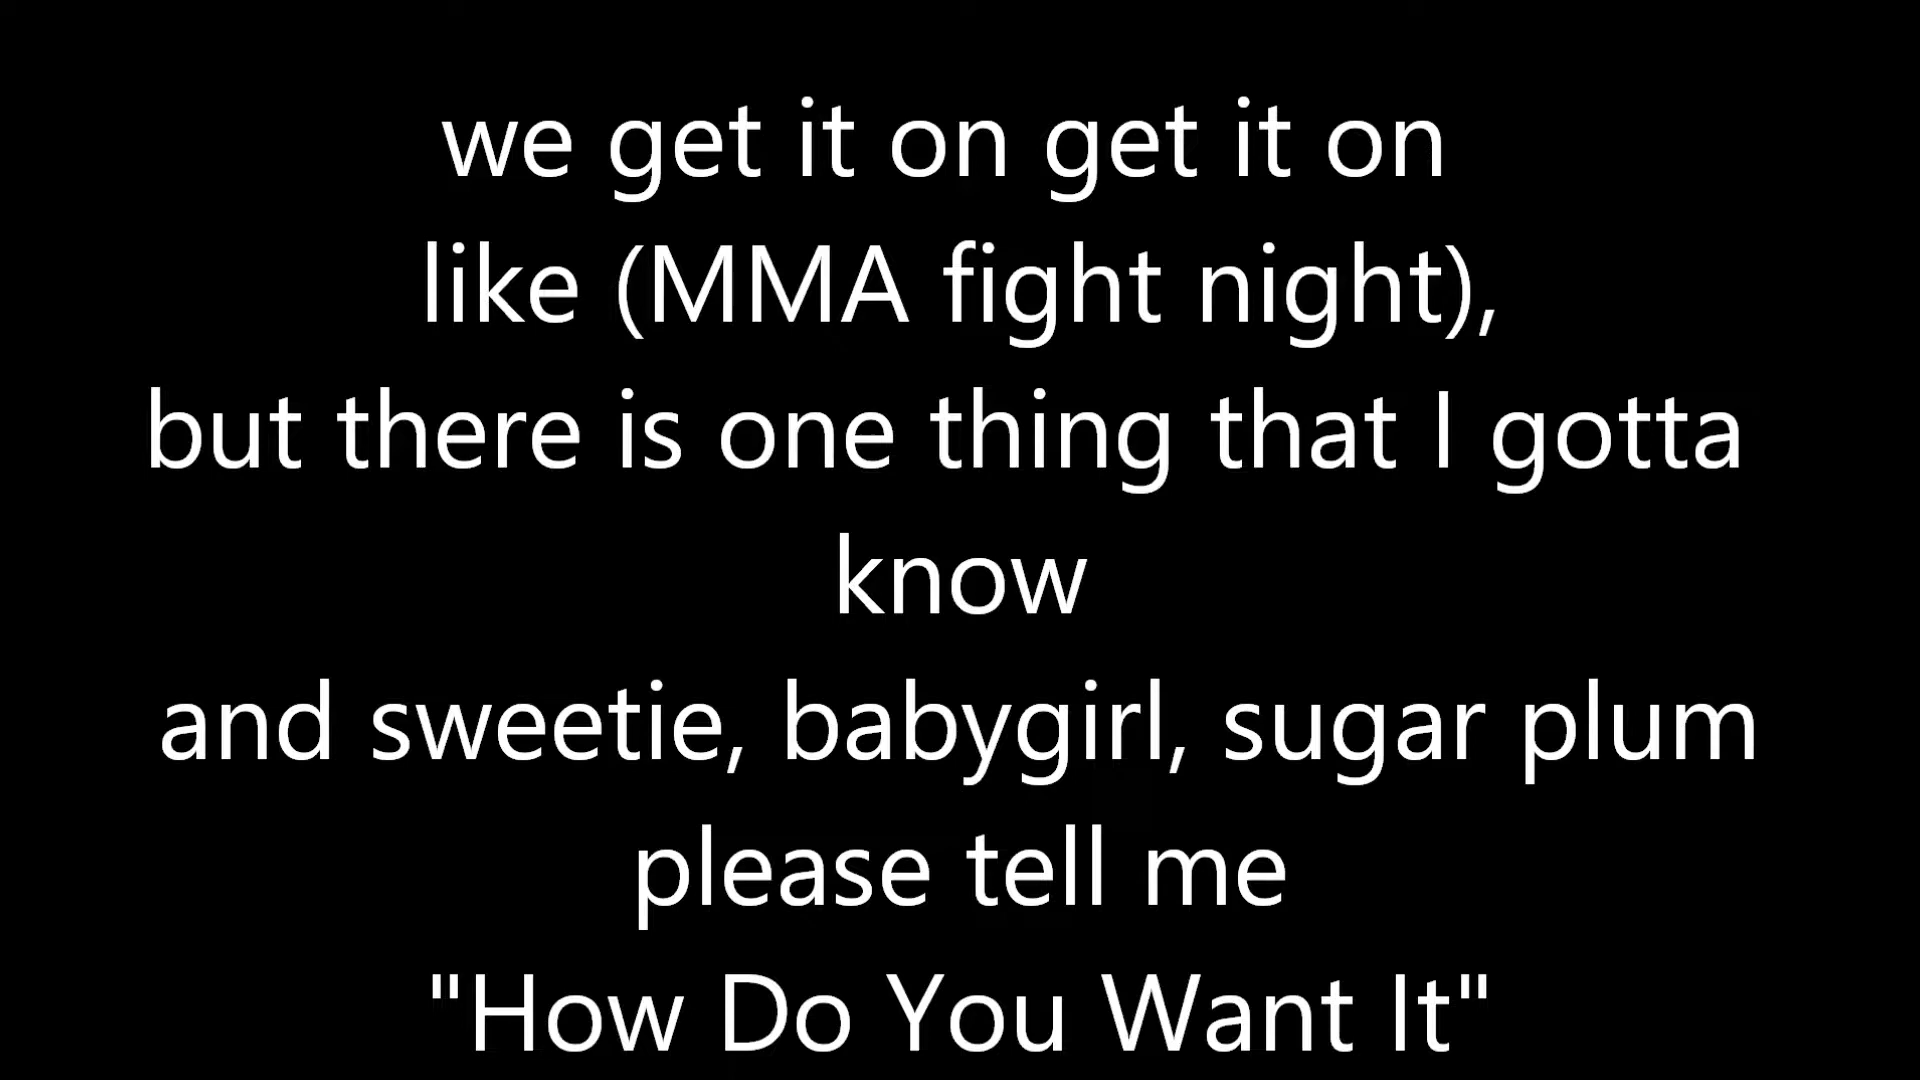 we get it on get it on
like (MMA fight night),
but there is one thing that I gotta
know
and sweetie, babygirl, sugar plum
please tell me
"How Do You Want It"